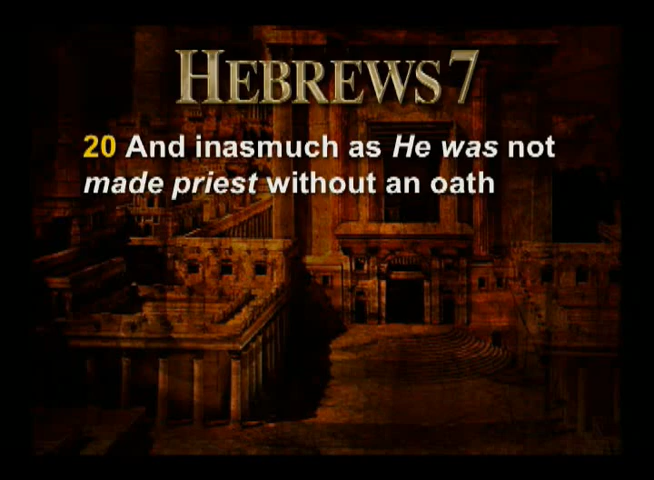 HEBREWS 7
20 And inasmuch as He was not
made priest without an oath